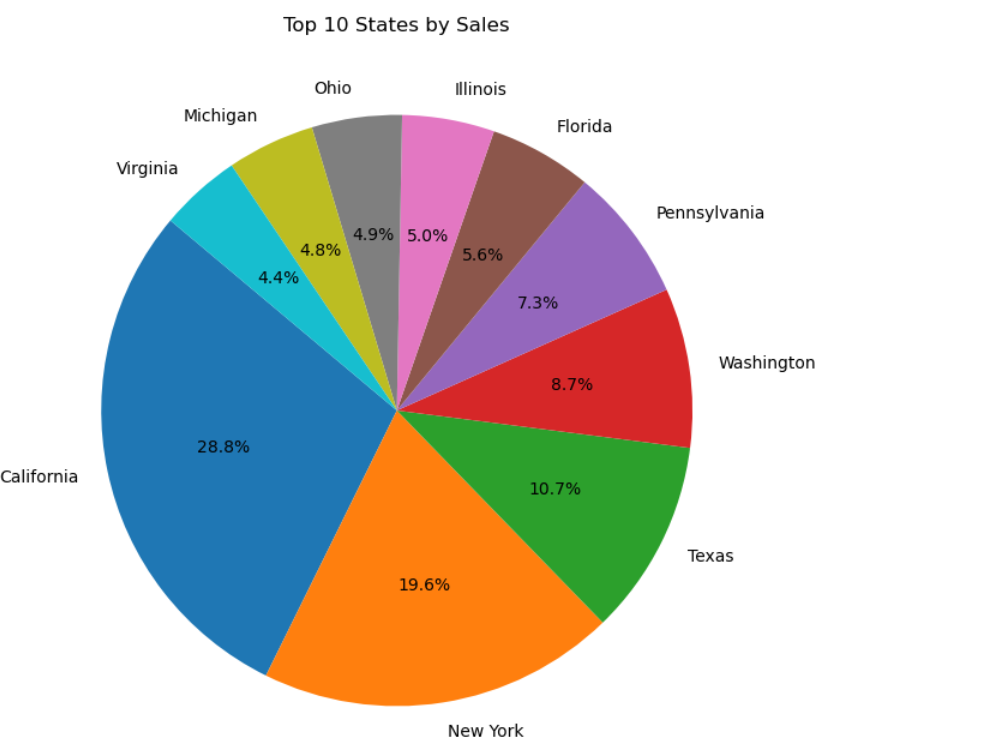 Top 10 States by Sales
Ohio
Illinois
Michigan
Florida
Virginia
Pennsylvania
4.9%
5.0%
4.8%
5.6%
4.4%
7.3%
Washington
8.7%
28.8%
California
10.7%
Texas
19.6%
New York